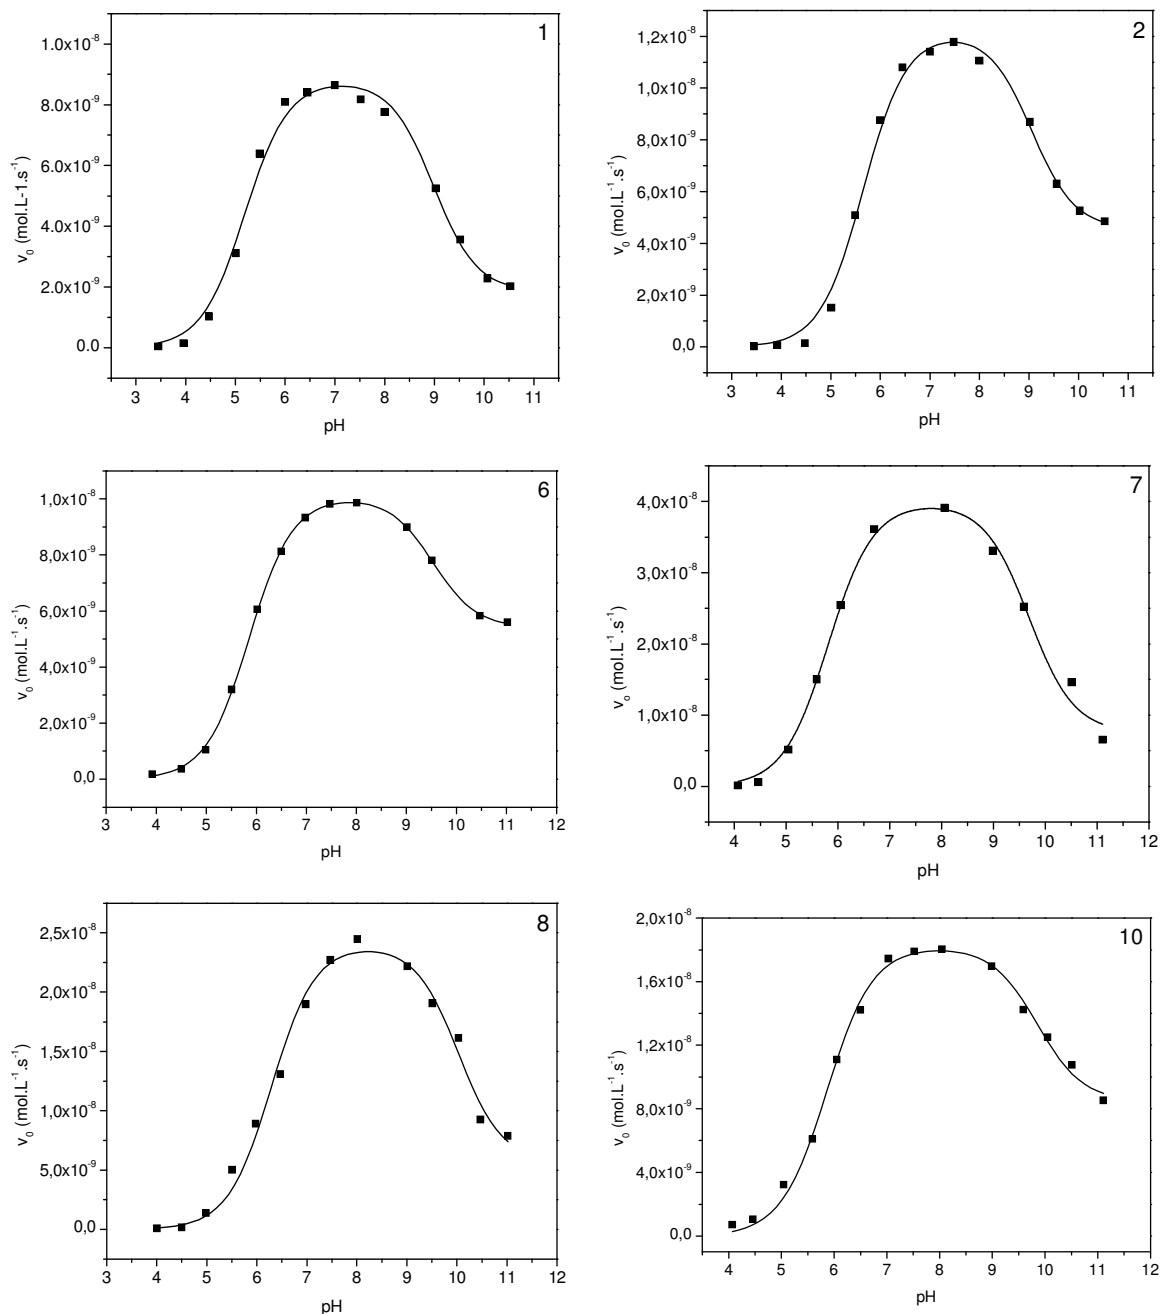 1
1.0x10-8
8.0x10-9
6.0x10-9
4.0x10-9
2.0x10-9
0.0
v0 (mol.L-1.s-1)
3 4 5 6 7 8 9 10 11
pH
2
1,2x10-8
1,0x10-8
8,0x10-9
6,0x10-9
4,0x10-9
2,0x10-9
0,0
v0 (mol.L-1.s-1)
3 4 5 6 7 8 9 10 11
pH
6
1,0x10-8
8,0x10-9
6,0x10-9
4,0x10-9
2,0x10-9
0,0
v0 (mol.L-1.s-1)
3 4 5 6 7 8 9 10 11 12
pH
7
4,0x10-8
3,0x10-8
2,0x10-8
1,0x10-8
0,0
v0 (mol.L-1.s-1)
4 5 6 7 8 9 10 11 12
pH
8
2,5x10-8
2,0x10-8
1,5x10-8
1,0x10-8
5,0x10-9
0,0
v0 (mol.L-1.s-1)
3 4 5 6 7 8 9 10 11 12
pH
10
2,0x10-8
1,6x10-8
1,2x10-8
8,0x10-9
4,0x10-9
0,0
v0 (mol.L-1.s-1)
4 5 6 7 8 9 10 11 12
pH